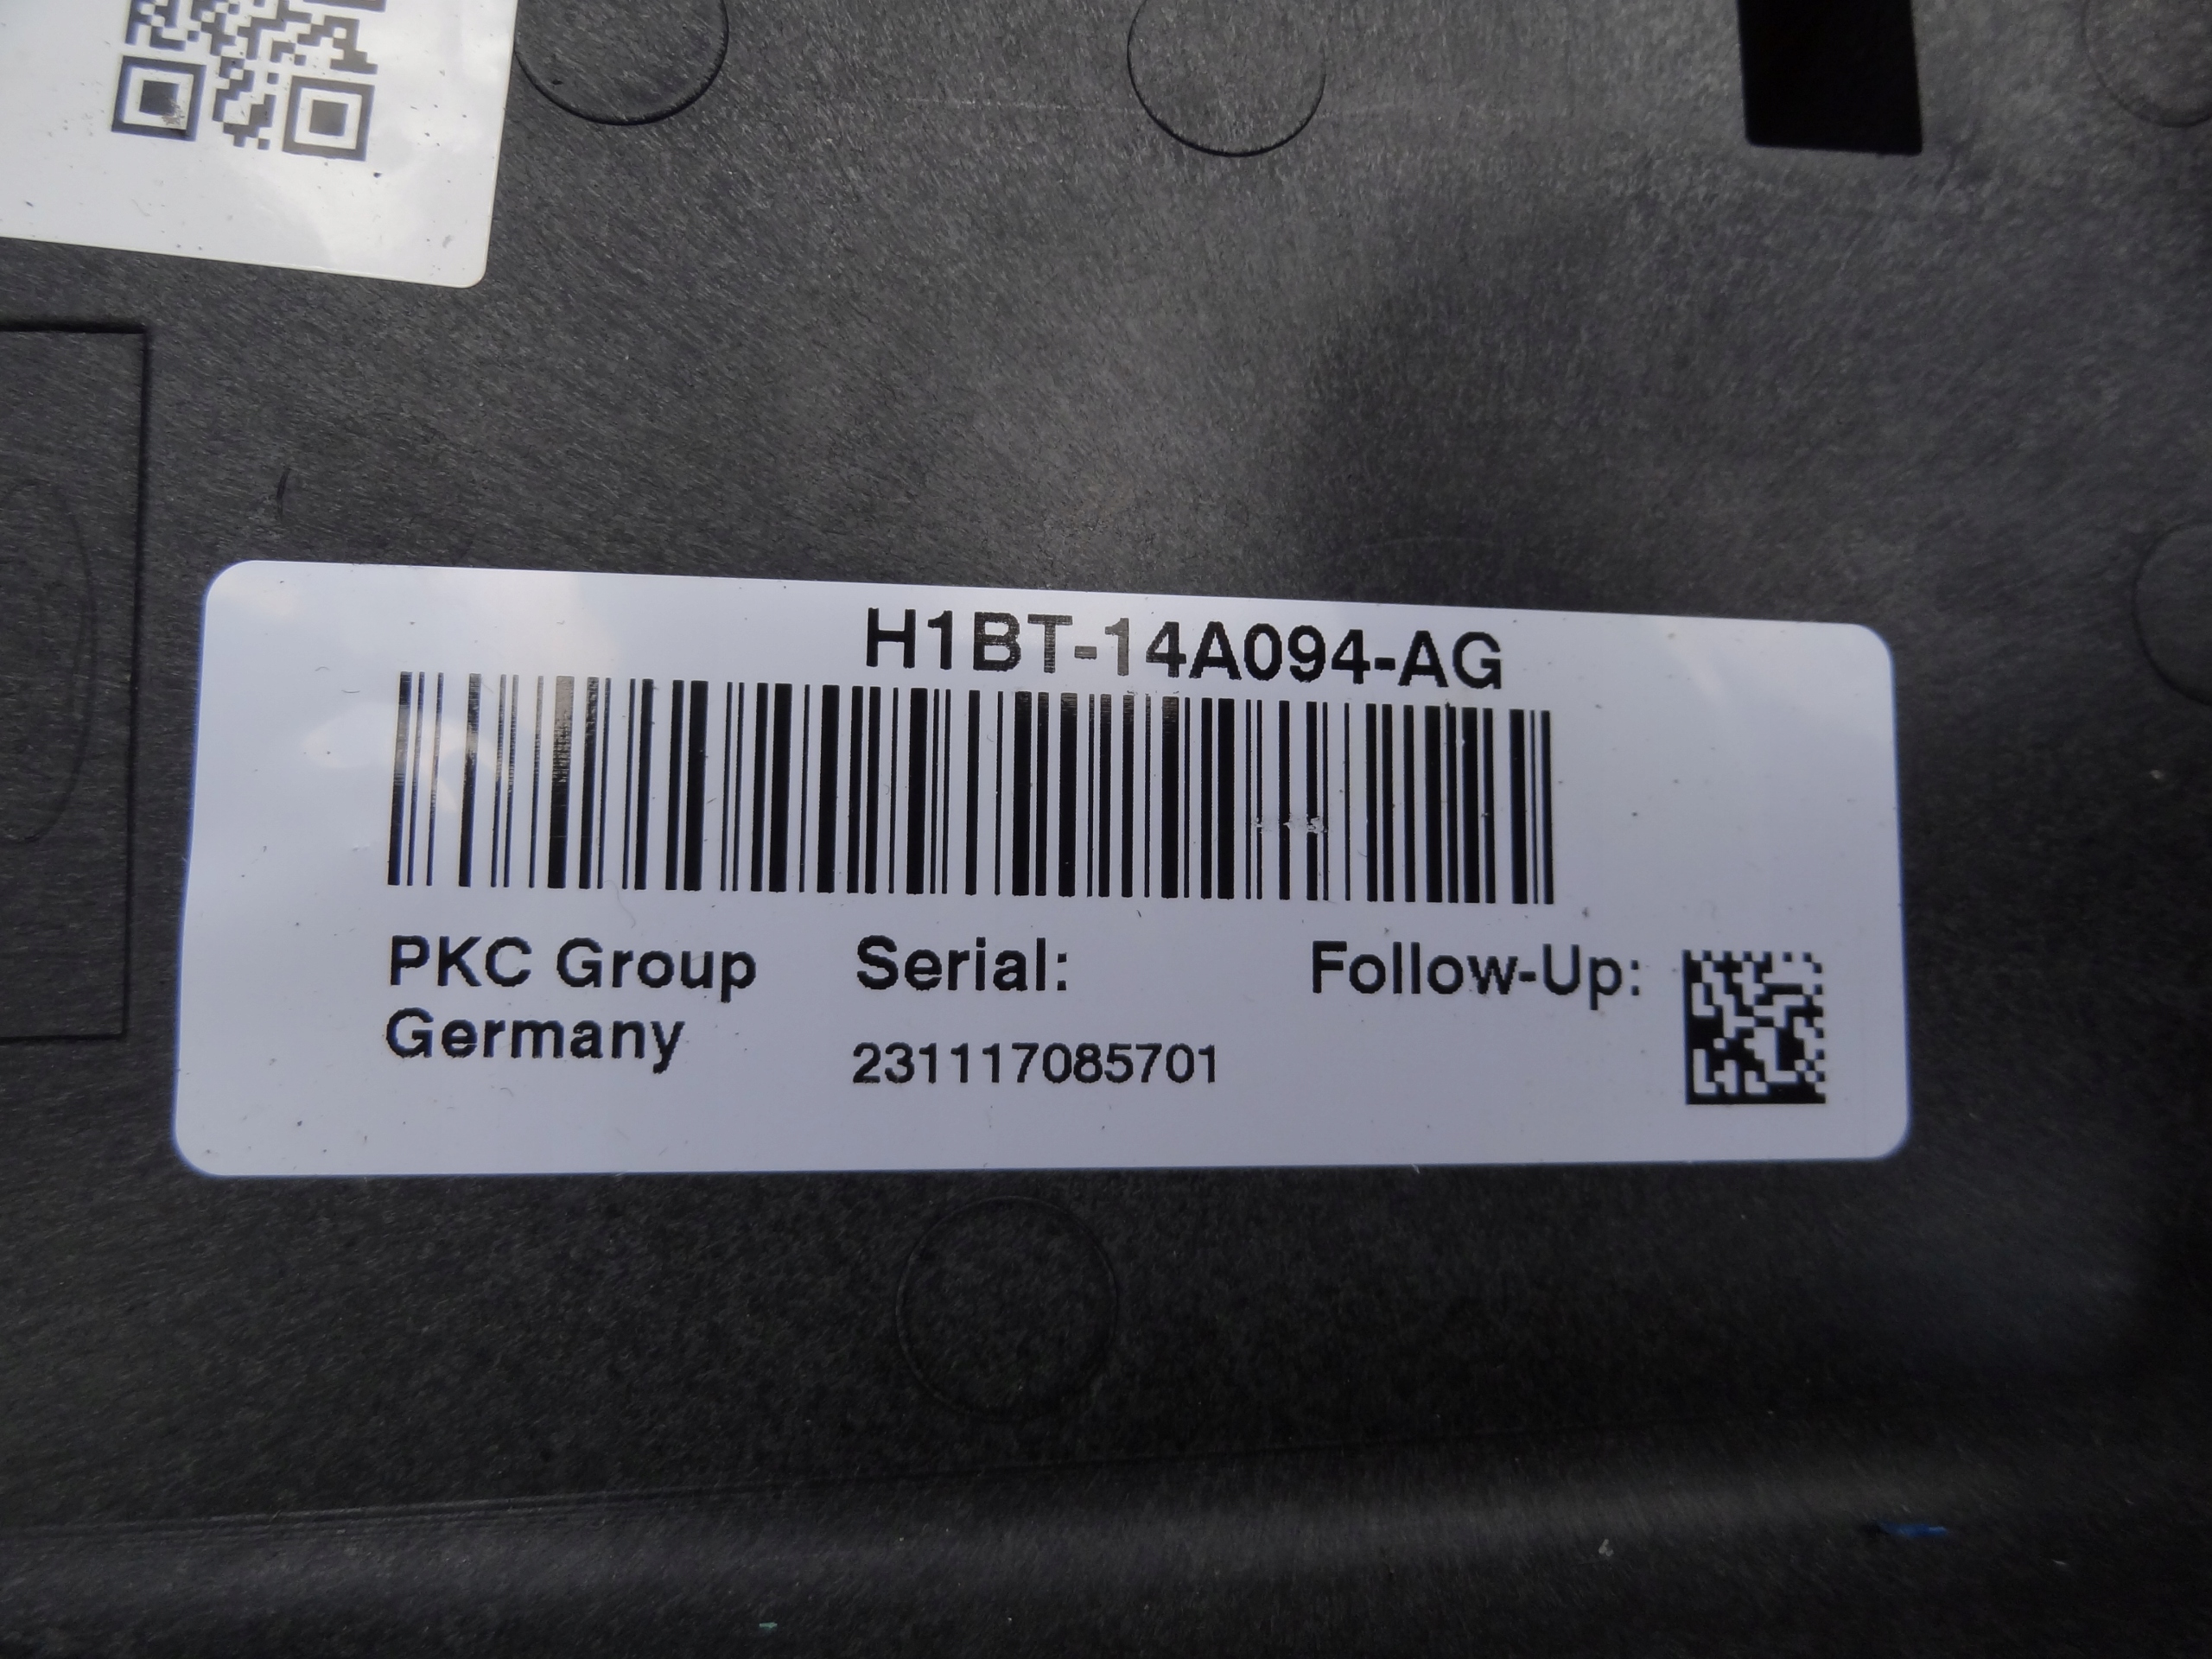 H1BT-14A094-AG
PKC Group Serial: Follow-Up:
Germany 231117085701